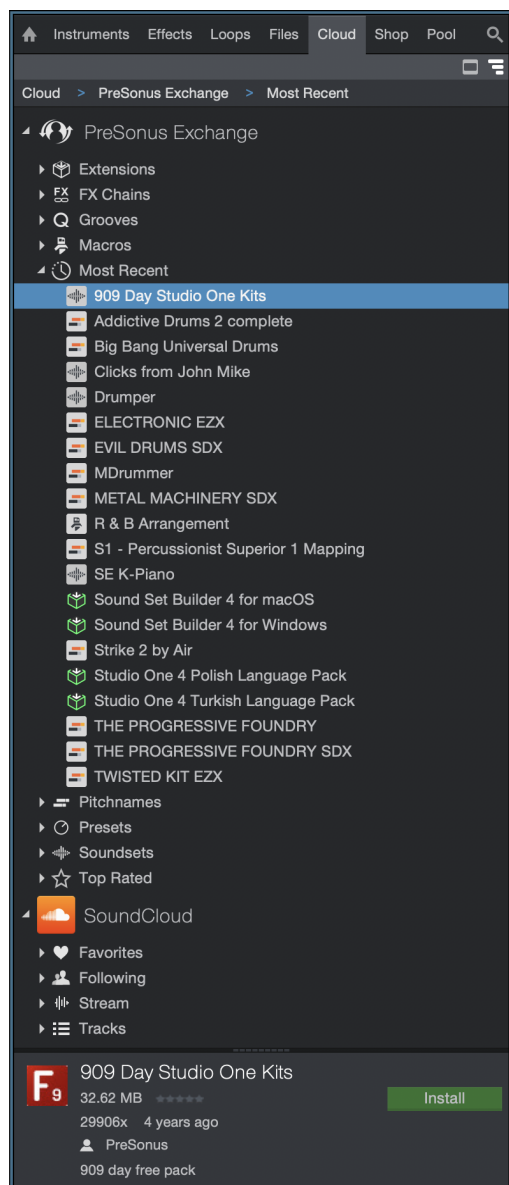 Instruments Effects Loops Files Cloud Shop Pool
Cloud > PreSonus Exchange > Most Recent
PreSonus Exchange
Extensions
FX Chains
Grooves
Macros
Most Recent
909 Day Studio One Kits
Addictive Drums 2 complete
Big Bang Universal Drums
Clicks from John Mike
Drumper
ELECTRONIC EZX
EVIL DRUMS SDX
MDrummer
METAL MACHINERY SDX
R & B Arrangement
S1 - Percussionist Superior 1 Mapping
SE K-Piano
Sound Set Builder 4 for macOS
Sound Set Builder 4 for Windows
Strike 2 by Air
Studio One 4 Polish Language Pack
Studio One 4 Turkish Language Pack
THE PROGRESSIVE FOUNDRY
THE PROGRESSIVE FOUNDRY SDX
TWISTED KIT EZX
Pitchnames
Presets
Soundsets
Top Rated
SoundCloud
Favorites
Following
Stream
Tracks
F9 909 Day Studio One Kits
32.62 MB Install
29906x 4 years ago
PreSonus
909 day free pack